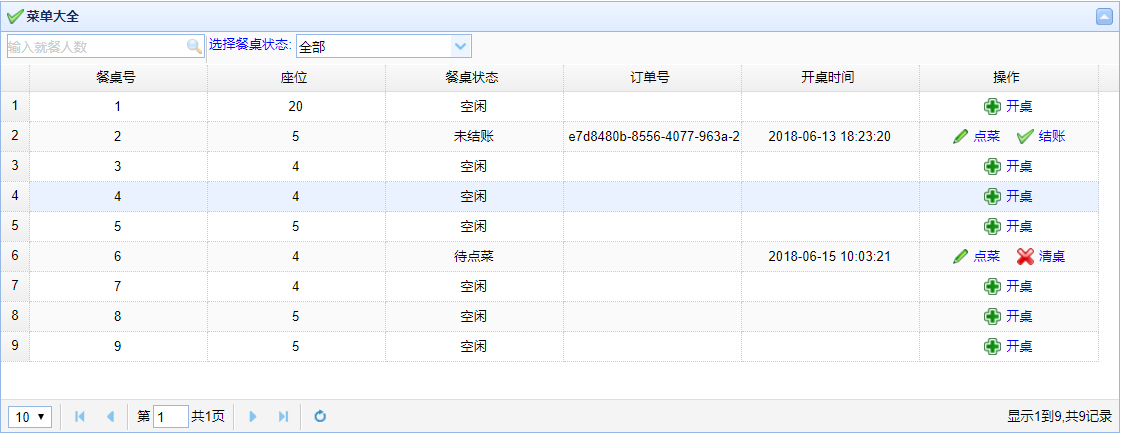 菜单大全
输入就餐人数 选择餐桌状态: 全部
餐桌号 座位 餐桌状态 订单号 开桌时间 操作
1 1 20 空闲 开桌
2 2 5 未结账 e7d8480b-8556-4077-963a-2 2018-06-13 18:23:20 点菜 结账
3 3 4 空闲 开桌
4 4 4 空闲 开桌
5 5 5 空闲 开桌
6 6 4 待点菜 2018-06-15 10:03:21 点菜 清桌
7 7 4 空闲 开桌
8 8 5 空闲 开桌
9 9 5 空闲 开桌
10 第 1 共1页 显示1到9,共9记录